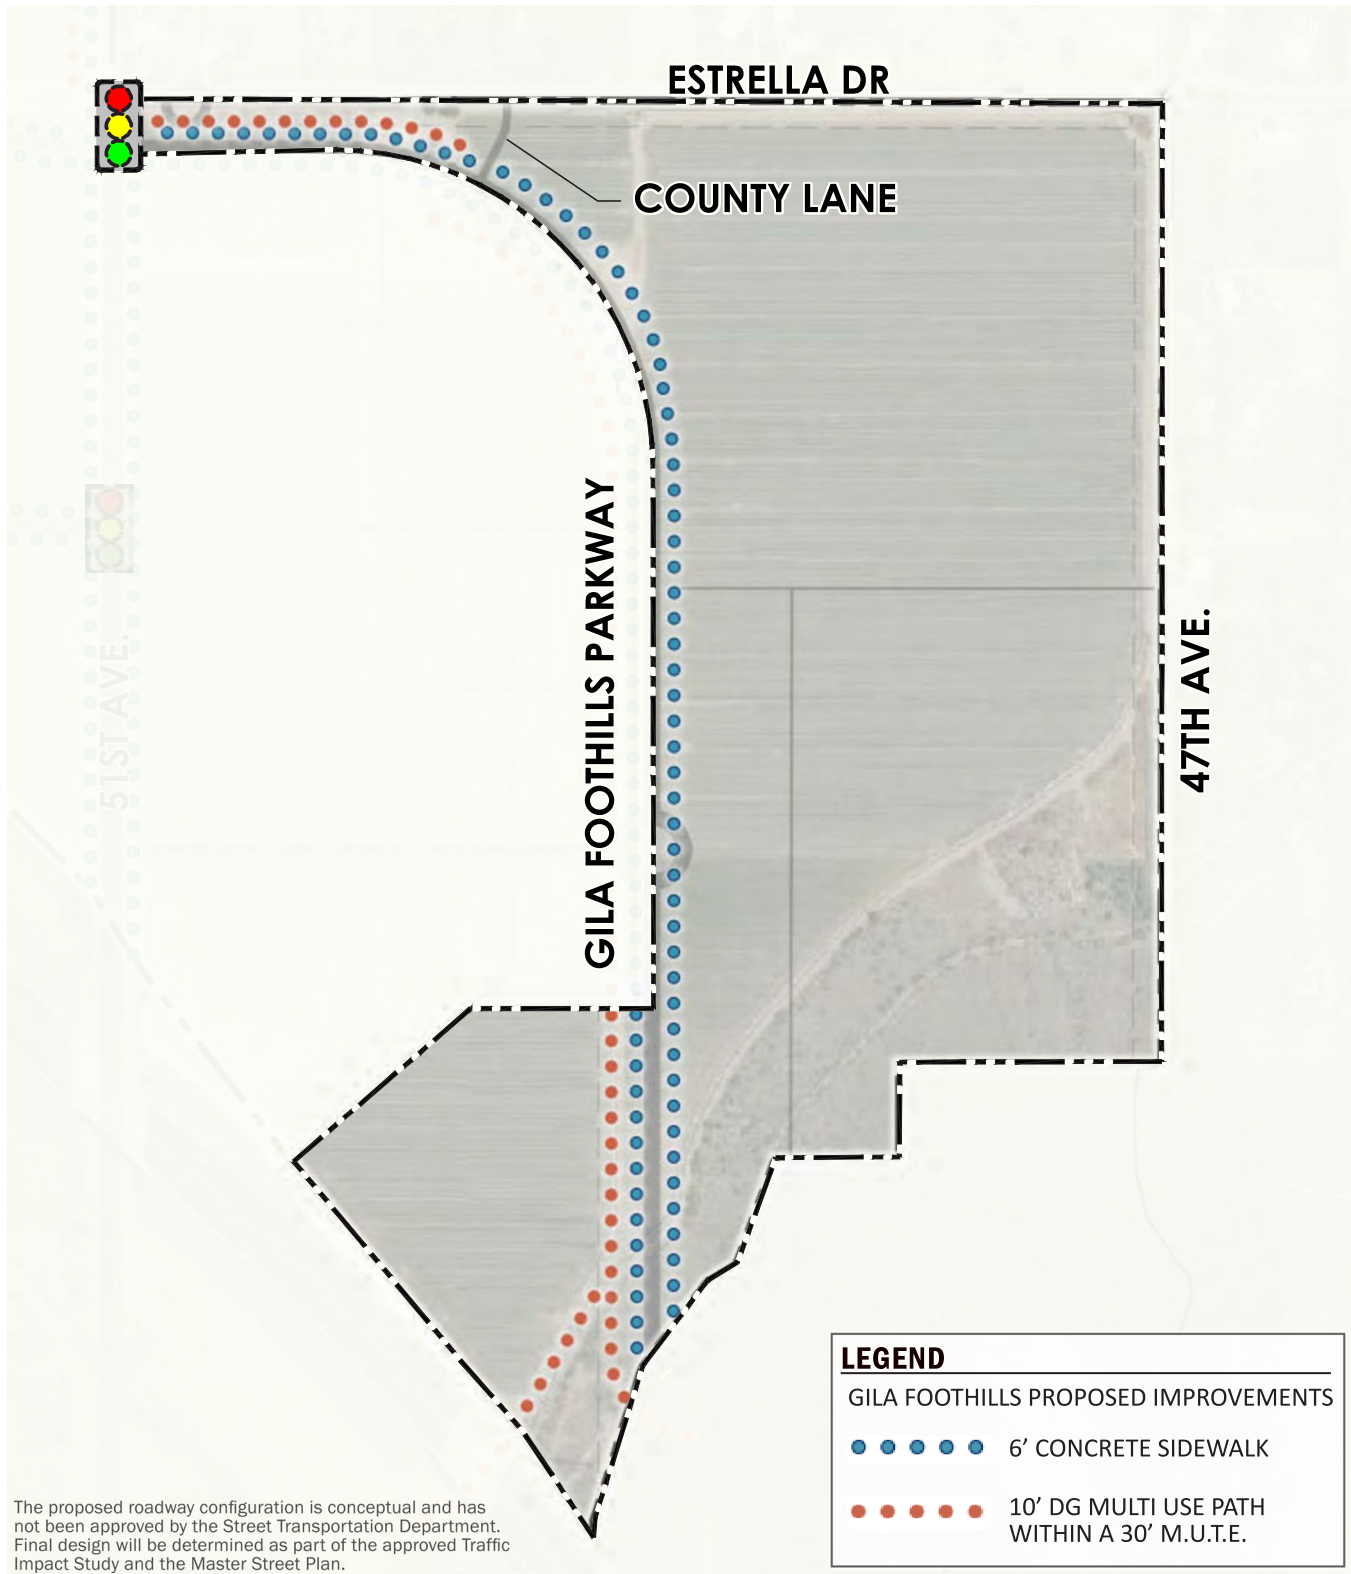 ESTRELLA DR
COUNTY LANE
GILA FOOTHILLS PARKWAY
51ST AVE.
47TH AVE.
LEGEND
GILA FOOTHILLS PROPOSED IMPROVEMENTS
6’ CONCRETE SIDEWALK
10’ DG MULTI USE PATH
WITHIN A 30’ M.U.T.E.
The proposed roadway configuration is conceptual and has
not been approved by the Street Transportation Department.
Final design will be determined as part of the approved Traffic
Impact Study and the Master Street Plan.